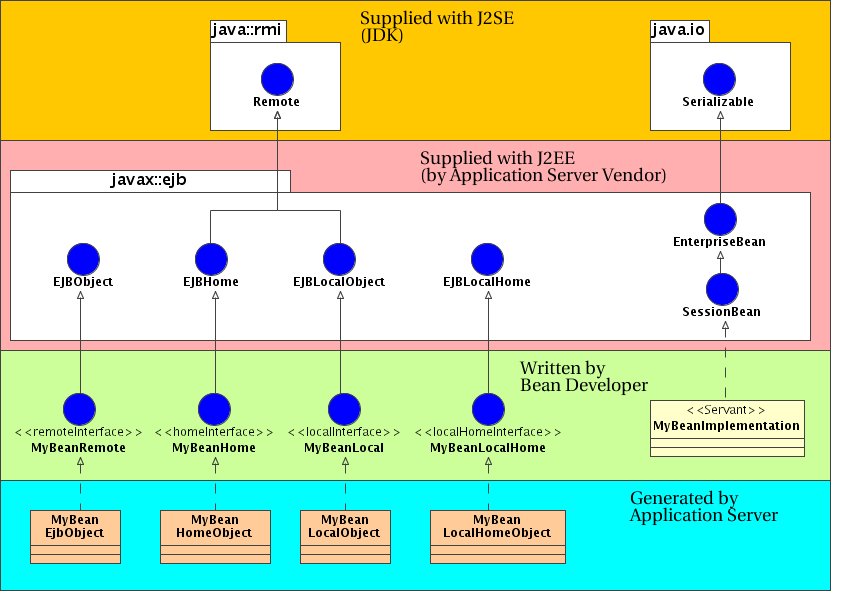 java::rmi
Supplied with J2SE
(JDK)
java.io
Remote
Serializable
Supplied with J2EE
(by Application Server Vendor)
javax::ejb
EnterpriseBean
EJBObject
EJBHome
EJBLocalObject
EJBLocalHome
SessionBean
Written by
Bean Developer
<<remoteInterface>>
MyBeanRemote
<<homeInterface>>
MyBeanHome
<<localInterface>>
MyBeanLocal
<<localHomeInterface>>
MyBeanLocalHome
<<Servant>>
MyBeanImplementation
Generated by
Application Server
MyBean
EjbObject
MyBean
HomeObject
MyBean
LocalObject
MyBean
LocalHomeObject